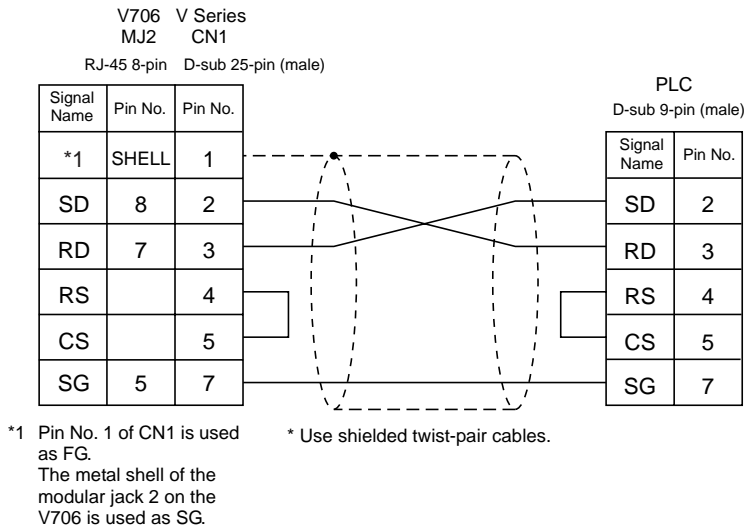 V706 V Series
MJ2 CN1
RJ-45 8-pin D-sub 25-pin (male)
PLC
D-sub 9-pin (male)
Signal Name Pin No. Pin No.
*1 SHELL 1
SD 8 2
RD 7 3
RS 4
CS 5
SG 5 7
Signal Name Pin No.
SD 2
RD 3
RS 4
CS 5
SG 7
*1 Pin No. 1 of CN1 is used
as FG.
The metal shell of the
modular jack 2 on the
V706 is used as SG.
* Use shielded twist-pair cables.